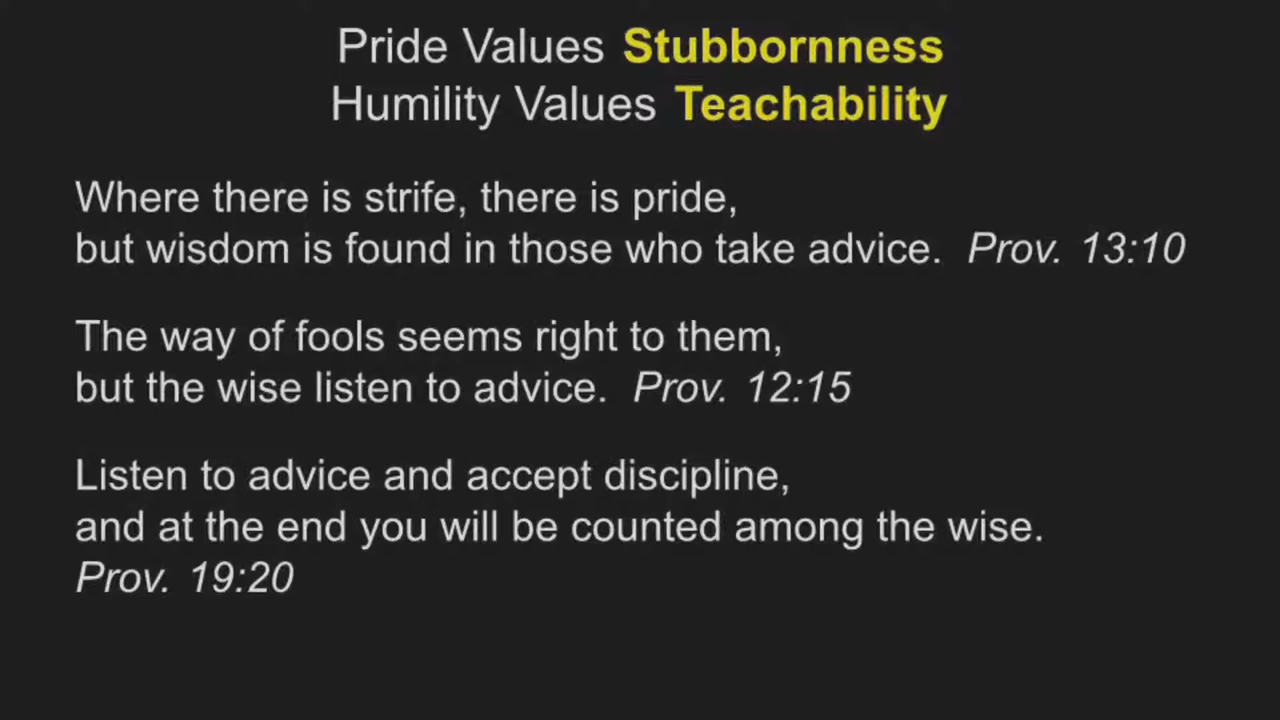 Pride Values Stubbornness
Humility Values Teachability
Where there is strife, there is pride,
but wisdom is found in those who take advice. Prov. 13:10
The way of fools seems right to them,
but the wise listen to advice. Prov. 12:15
Listen to advice and accept discipline,
and at the end you will be counted among the wise.
Prov. 19:20